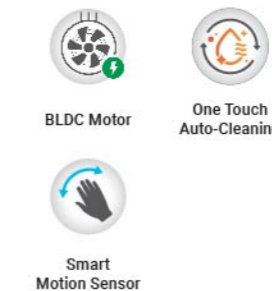 BLDC Motor
One Touch
Auto-Cleanin
Smart
Motion Sensor